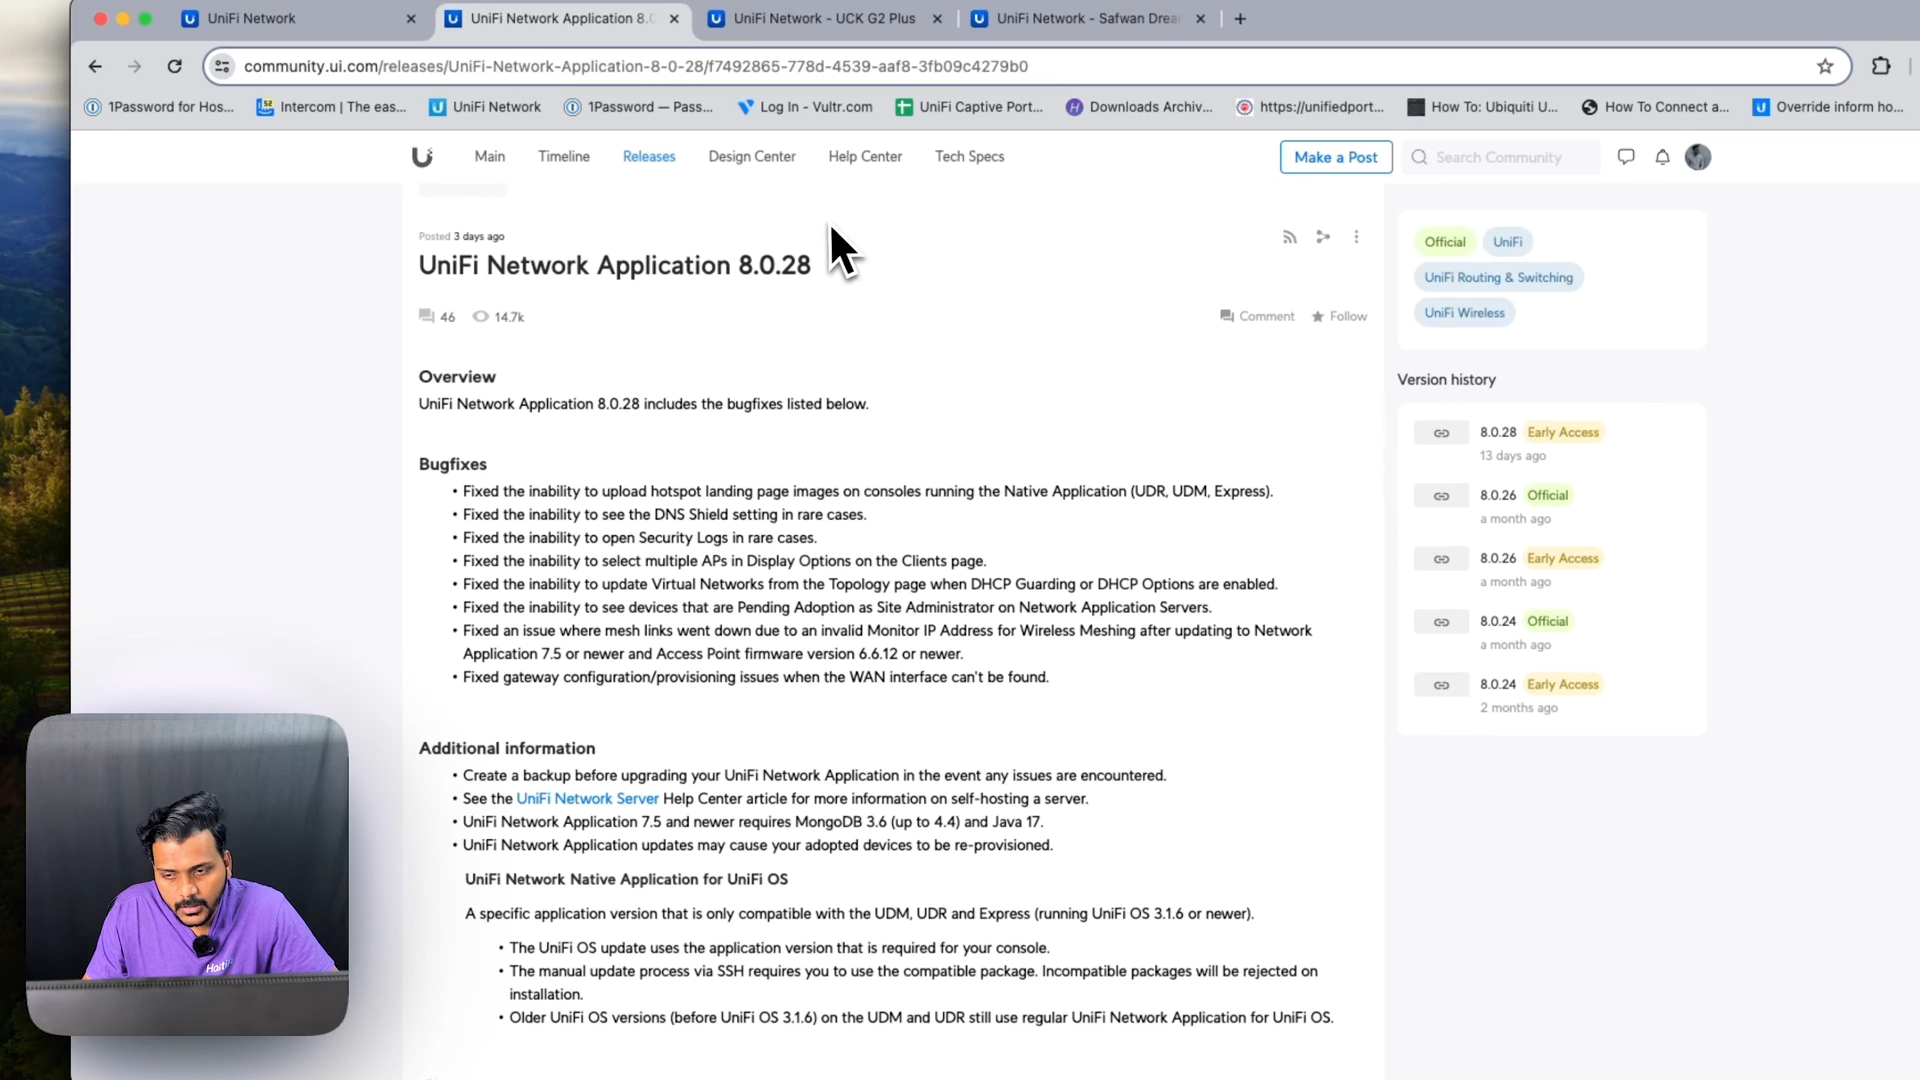 UniFi Network
UniFi Network Application 8.0
UniFi Network - UCK G2 Plus
UniFi Network - Safwan Drea
community.ui.com/releases/UniFi-Network-Application-8-0-28/f7492865-778d-4539-aaf8-3fb09c4279b0
1Password for Hos...
Intercom | The eas...
UniFi Network
1Password — Pass...
Log In - Vultr.com
UniFi Captive Port...
Downloads Archiv...
https://unifiedport...
How To: Ubiquiti U...
How To Connect a...
Override inform ho...
Main
Timeline
Releases
Design Center
Help Center
Tech Specs
Make a Post
Search Community
Posted 3 days ago
UniFi Network Application 8.0.28
46
14.7k
Comment
Follow
Overview
UniFi Network Application 8.0.28 includes the bugfixes listed below.
Bugfixes
• Fixed the inability to upload hotspot landing page images on consoles running the Native Application (UDR, UDM, Express).
• Fixed the inability to see the DNS Shield setting in rare cases.
• Fixed the inability to open Security Logs in rare cases.
• Fixed the inability to select multiple APs in Display Options on the Clients page.
• Fixed the inability to update Virtual Networks from the Topology page when DHCP Guarding or DHCP Options are enabled.
• Fixed the inability to see devices that are Pending Adoption as Site Administrator on Network Application Servers.
• Fixed an issue where mesh links went down due to an invalid Monitor IP Address for Wireless Meshing after updating to Network
Application 7.5 or newer and Access Point firmware version 6.6.12 or newer.
• Fixed gateway configuration/provisioning issues when the WAN interface can't be found.
Additional information
• Create a backup before upgrading your UniFi Network Application in the event any issues are encountered.
• See the UniFi Network Server Help Center article for more information on self-hosting a server.
• UniFi Network Application 7.5 and newer requires MongoDB 3.6 (up to 4.4) and Java 17.
• UniFi Network Application updates may cause your adopted devices to be re-provisioned.
UniFi Network Native Application for UniFi OS
A specific application version that is only compatible with the UDM, UDR and Express (running UniFi OS 3.1.6 or newer).
• The UniFi OS update uses the application version that is required for your console.
• The manual update process via SSH requires you to use the compatible package. Incompatible packages will be rejected on
installation.
• Older UniFi OS versions (before UniFi OS 3.1.6) on the UDM and UDR still use regular UniFi Network Application for UniFi OS.
Official
UniFi
UniFi Routing & Switching
UniFi Wireless
Version history
8.0.28 Early Access
13 days ago
8.0.26 Official
a month ago
8.0.26 Early Access
a month ago
8.0.24 Official
a month ago
8.0.24 Early Access
2 months ago